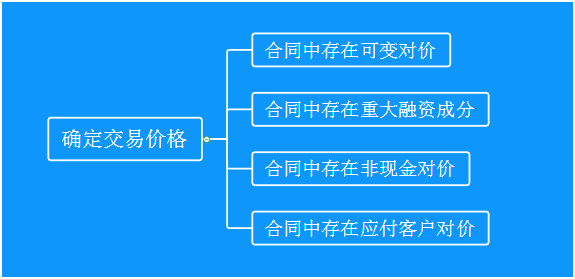 合同中存在可变对价
合同中存在重大融资成分
确定交易价格
合同中存在非现金对价
合同中存在应付客户对价